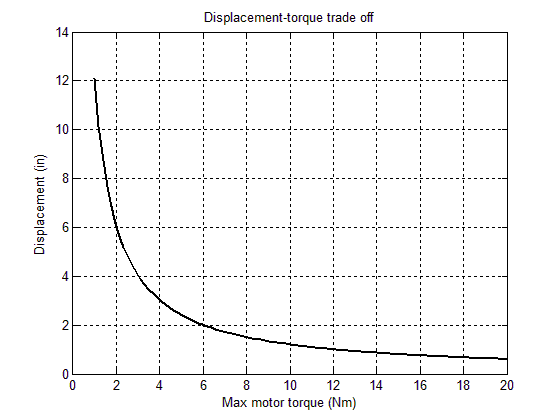 Displacement-torque trade off
14
12
10
8
6
4
2
0
Displacement (in)
0 2 4 6 8 10 12 14 16 18 20
Max motor torque (Nm)